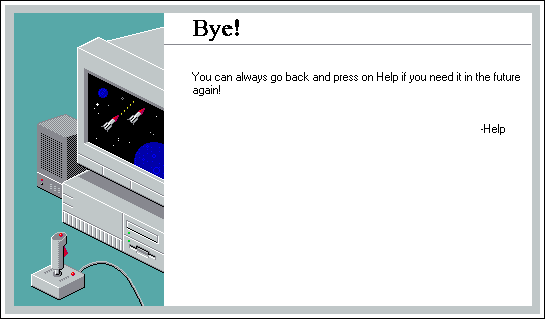 Bye!
You can always go back and press on Help if you need it in the future
again!
-Help